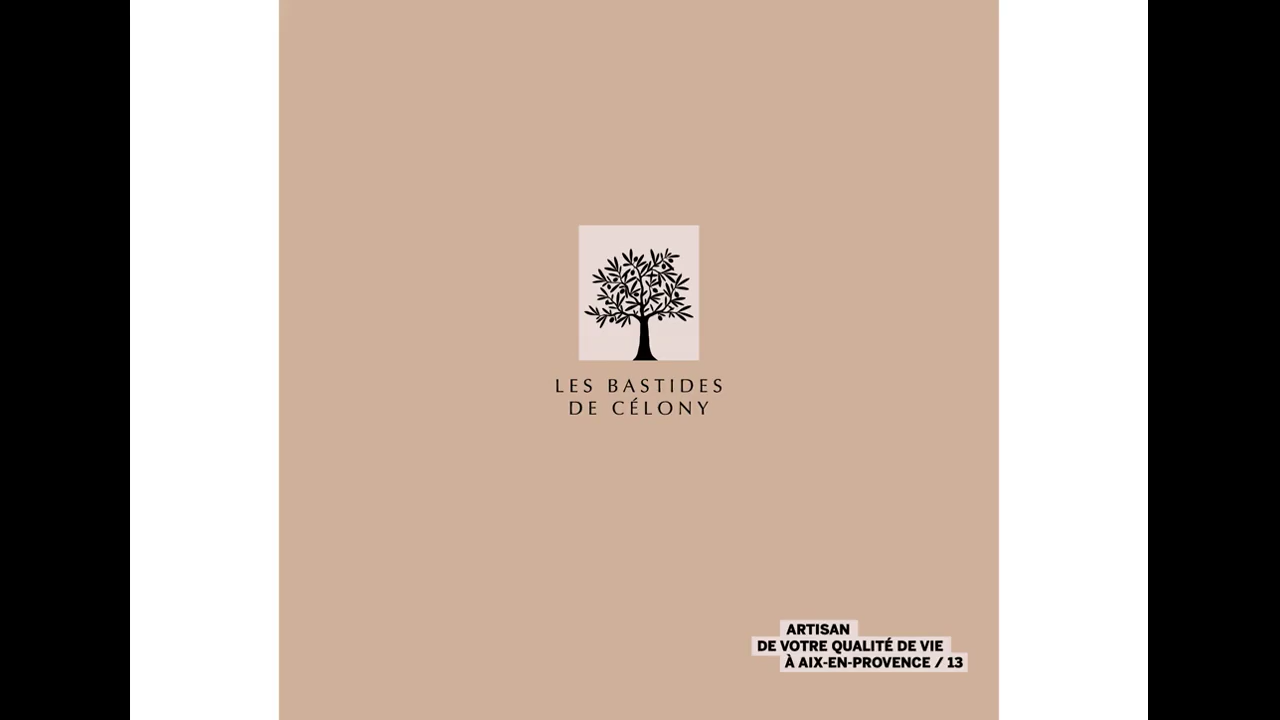 LES BASTIDES
DE CÉLONY
ARTISAN
DE VOTRE QUALITÉ DE VIE
À AIX-EN-PROVENCE / 13